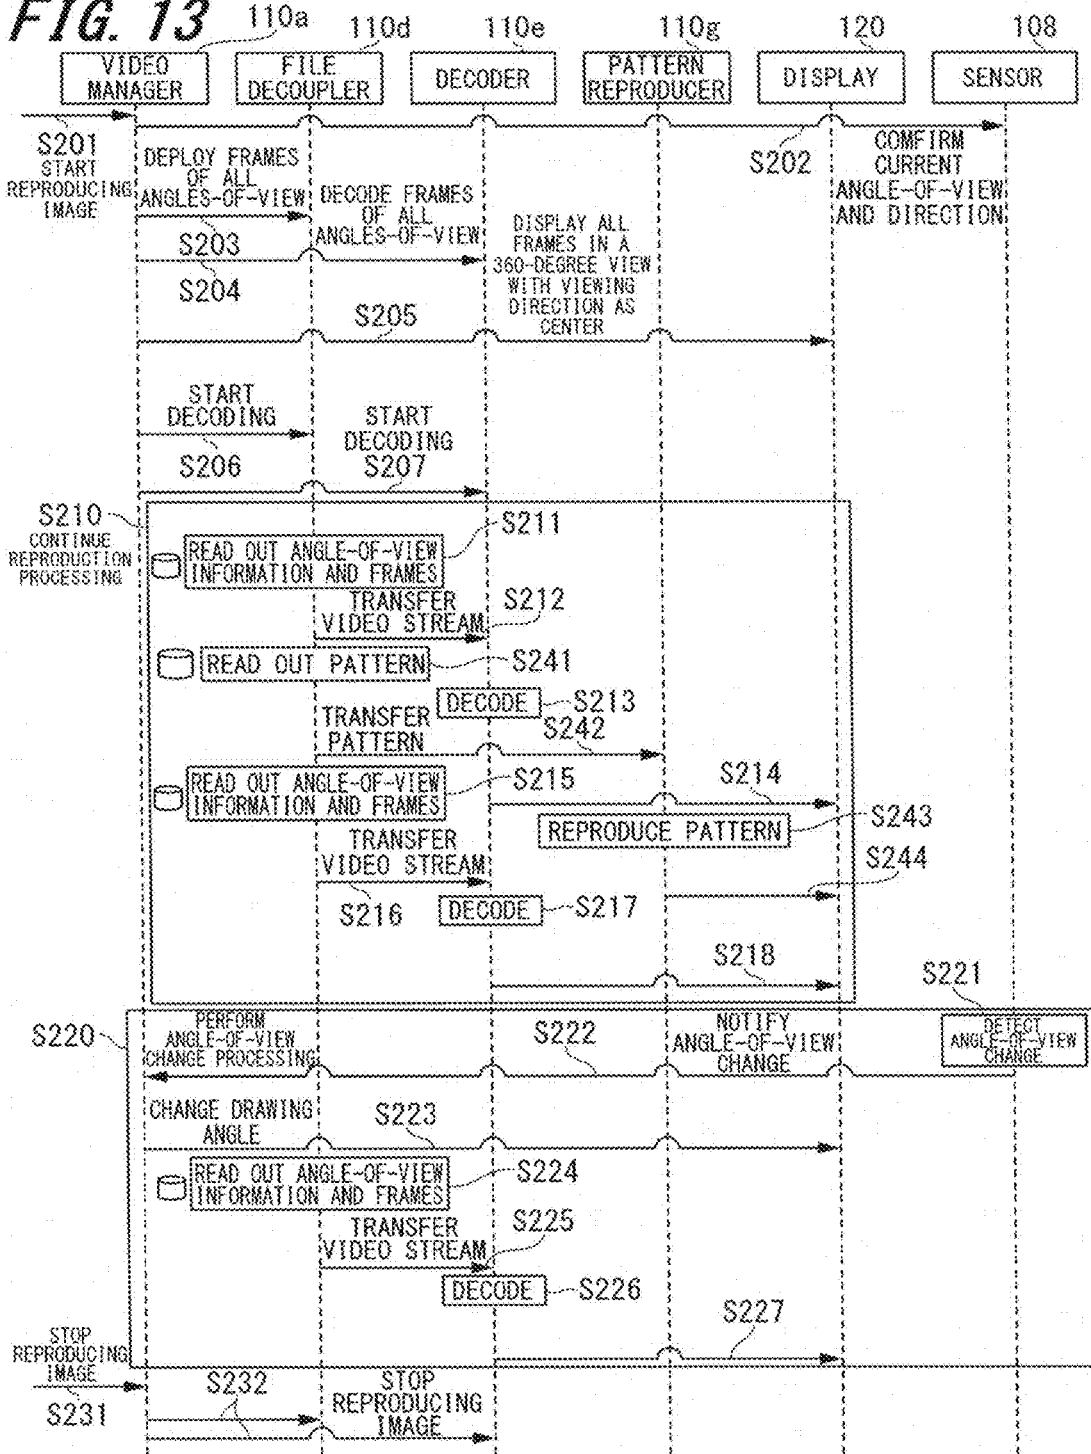 FIG. 13
110a
110d
110e
110g
120
108
VIDEO
MANAGER
FILE
DECOUPLER
DECODER
PATTERN
REPRODUCER
DISPLAY
SENSOR
S201
START
REPRODUCING
IMAGE
S202
COMFIRM
CURRENT
ANGLE-OF-VIEW
AND DIRECTION
DEPLOY FRAMES
OF ALL
ANGLES-OF-VIEW
S203
DECODE FRAMES
OF ALL
ANGLES-OF-VIEW
S204
DISPLAY ALL
FRAMES IN A
360-DEGREE VIEW
WITH VIEWING
DIRECTION AS
CENTER
S205
START
DECODING
S206
START
DECODING
S207
S210
CONTINUE
REPRODUCTION
PROCESSING
READ OUT ANGLE-OF-VIEW
INFORMATION AND FRAMES
S211
TRANSFER
VIDEO STREAM
S212
READ OUT PATTERN
S241
DECODE
S213
TRANSFER
PATTERN
S242
READ OUT ANGLE-OF-VIEW
INFORMATION AND FRAMES
S215
S214
REPRODUCE PATTERN
S243
TRANSFER
VIDEO STREAM
S216
S244
DECODE
S217
S218
S220
PERFORM
ANGLE-OF-VIEW
CHANGE PROCESSING
S222
NOTIFY
ANGLE-OF-VIEW
CHANGE
S221
DETECT
ANGLE-OF-VIEW
CHANGE
CHANGE DRAWING
ANGLE
S223
READ OUT ANGLE-OF-VIEW
INFORMATION AND FRAMES
S224
TRANSFER
VIDEO STREAM
S225
DECODE
S226
S227
STOP
REPRODUCING
IMAGE
S231
S232
STOP
REPRODUCING
IMAGE